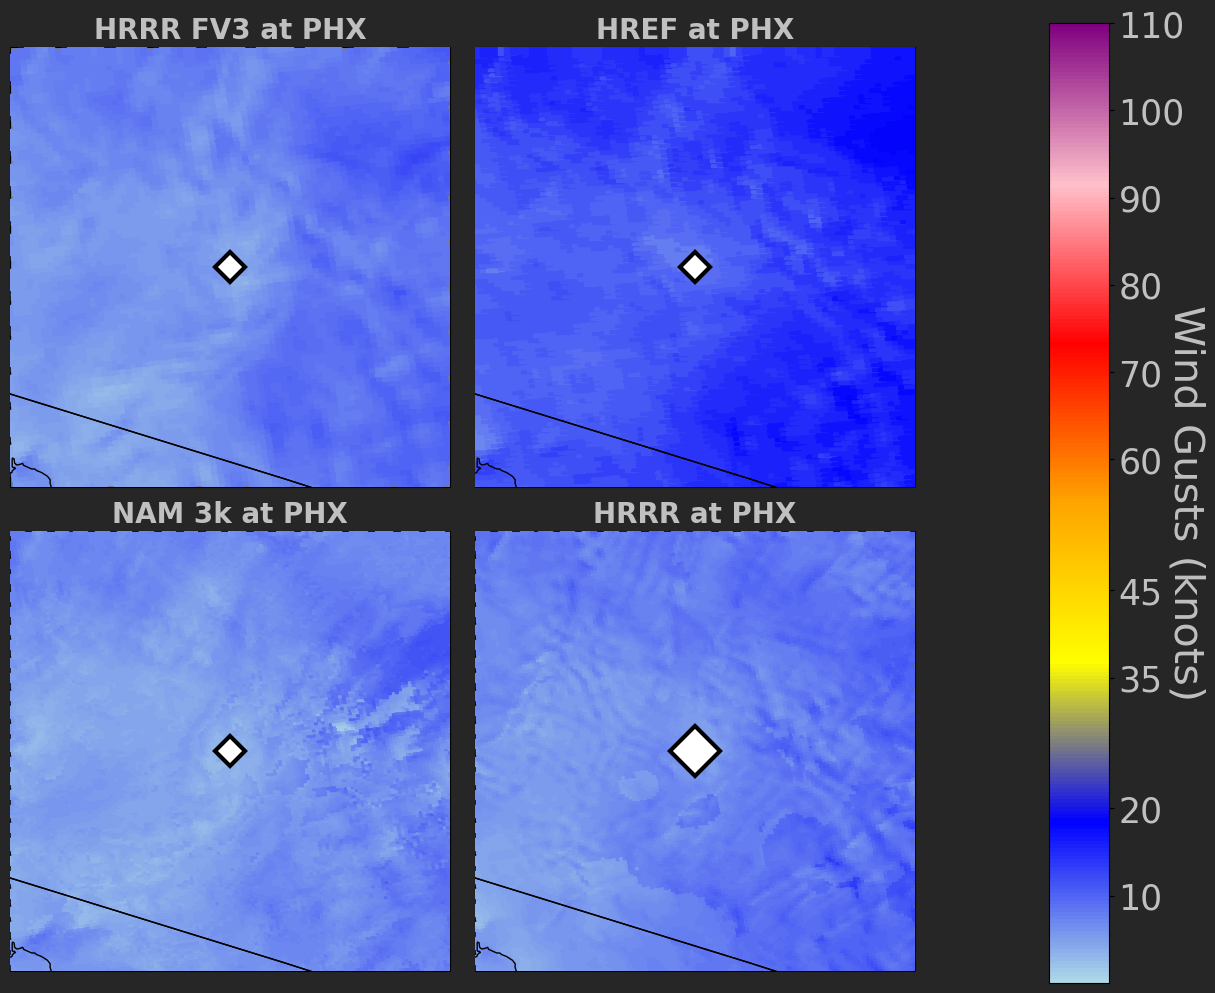 HRRR FV3 at PHX
HREF at PHX
NAM 3k at PHX
HRRR at PHX
110
100
90
80
70
60
45
35
20
10
Wind Gusts (knots)